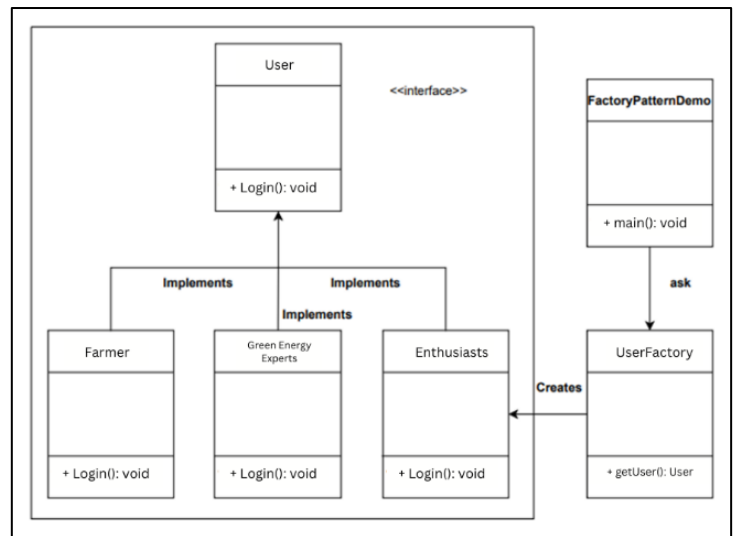 User
<<interface>>
FactoryPatternDemo
+ Login(): void
+ main(): void
Implements
Implements
ask
Implements
Farmer
Green Energy
Experts
Enthusiasts
UserFactory
Creates
+ Login(): void
+ Login(): void
+ Login(): void
+ getUser(): User